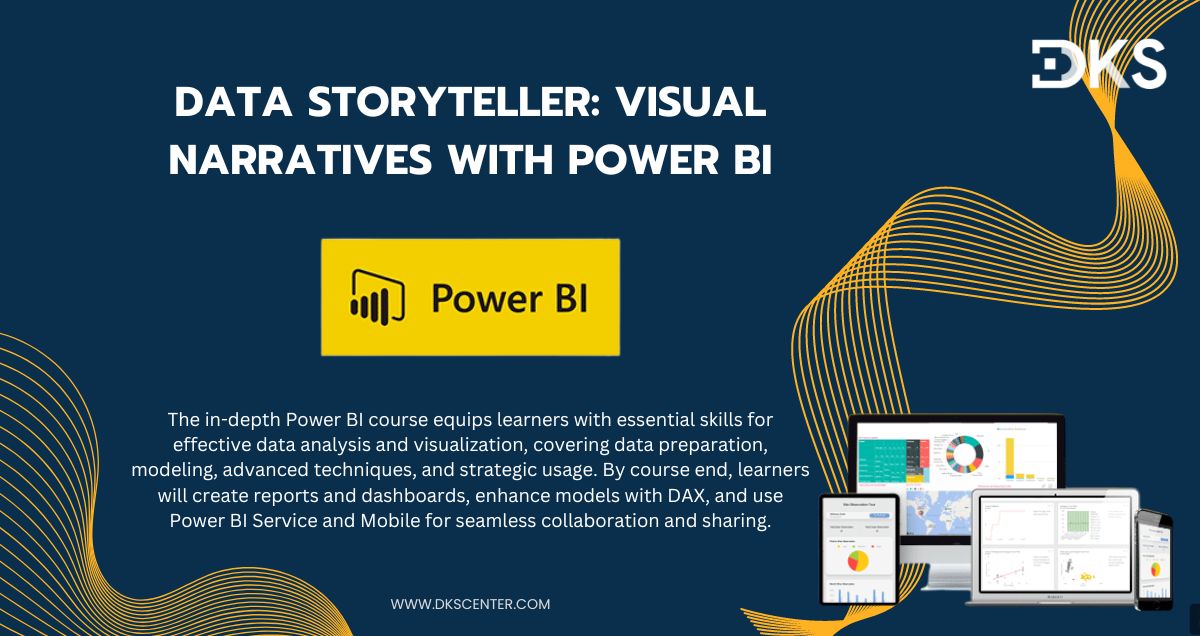 DKS
DATA STORYTELLER: VISUAL
NARRATIVES WITH POWER BI
Power BI
The in-depth Power BI course equips learners with essential skills for
effective data analysis and visualization, covering data preparation,
modeling, advanced techniques, and strategic usage. By course end, learners
will create reports and dashboards, enhance models with DAX, and use
Power BI Service and Mobile for seamless collaboration and sharing.
WWW.DKSCENTER.COM